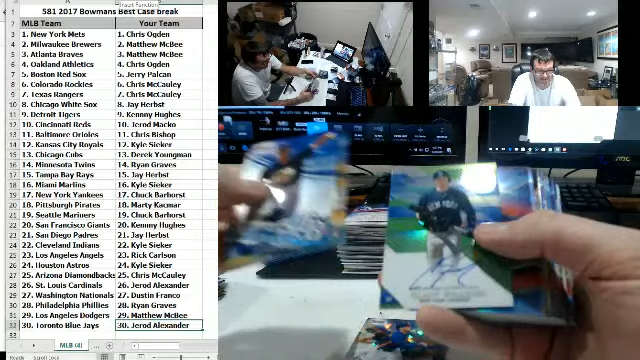 Insert Function
581 2017 Bowmans Best Case break
MLB Team Your Team
1. New York Mets 1. Chris Ogden
2. Milwaukee Brewers 2. Matthew McBee
3. Atlanta Braves 3. Matthew McBee
4. Oakland Athletics 4. Chris Ogden
5. Boston Red Sox 5. Jerry Palcan
6. Colorado Rockies 6. Chris McCauley
7. Texas Rangers 7. Chris McCauley
8. Chicago White Sox 8. Jay Herbst
9. Detroit Tigers 9. Kennny Hughes
10. Cincinnati Reds 10. Jerod Macko
11. Baltimore Orioles 11. Chris Bishop
12. Kansas City Royals 12. Kyle Sieker
13. Chicago Cubs 13. Derek Youngman
14. Minnesota Twins 14. Ryan Graves
15. Tampa Bay Rays 15. Jay Herbst
16. Miami Marlins 16. Kyle Sieker
17. New York Yankees 17. Chuck Barhorst
18. Pittsburgh Pirates 18. Marty Kacmar
19. Seattle Mariners 19. Chuck Barhorst
20. San Francisco Giants 20. Kennny Hughes
21. San Diego Padres 21. Jay Herbst
22. Cleveland Indians 22. Kyle Sieker
23. Los Angeles Angels 23. Rick Carlson
24. Houston Astros 24. Kyle Sieker
25. Arizona Diamondbacks 25. Chris McCauley
26. St. Louis Cardinals 26. Jerod Alexander
27. Washington Nationals 27. Dustin Franco
28. Philadelphia Phillies 28. Ryan Graves
29. Los Angeles Dodgers 29. Matthew McBee
30. Toronto Blue Jays 30. Jerod Alexander
MLB (4)
Ready Scroll Lock
NEW YORK